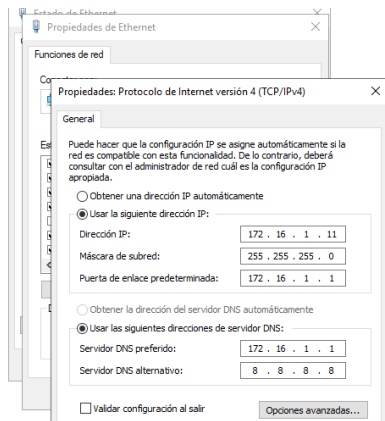 Estado de Ethernet
Propiedades de Ethernet
Funciones de red
Propiedades: Protocolo de Internet versión 4 (TCP/IPv4)
General
Puede hacer que la configuración IP se asigne automáticamente si la
red es compatible con esta funcionalidad. De lo contrario, deberá
consultar con el administrador de red cuál es la configuración IP
apropiada.
Obtener una dirección IP automáticamente
Usar la siguiente dirección IP:
Dirección IP: 172 . 16 . 1 . 11
Máscara de subred: 255 . 255 . 255 . 0
Puerta de enlace predeterminada: 172 . 16 . 1 . 1
Obtener la dirección del servidor DNS automáticamente
Usar las siguientes direcciones de servidor DNS:
Servidor DNS preferido: 172 . 16 . 1 . 1
Servidor DNS alternativo: 8 . 8 . 8 . 8
Validar configuración al salir
Opciones avanzadas...